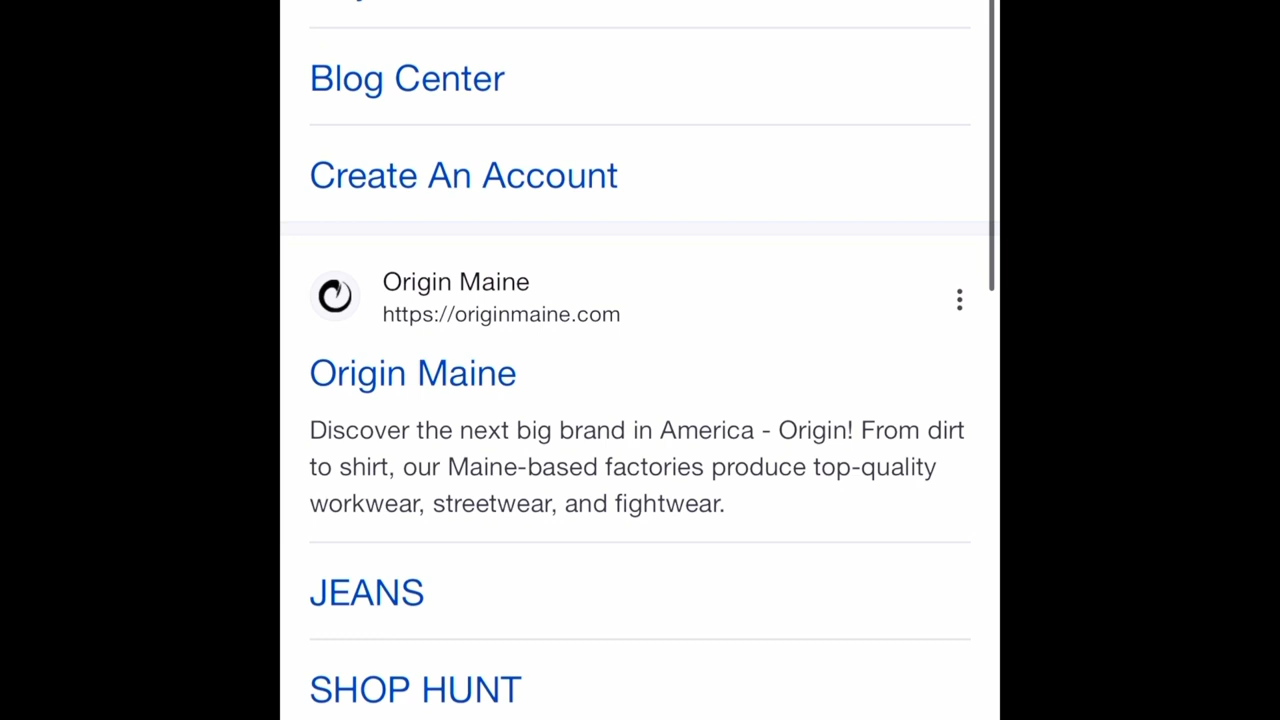 Blog Center
Create An Account
Origin Maine
https://originmaine.com
Origin Maine
Discover the next big brand in America - Origin! From dirt
to shirt, our Maine-based factories produce top-quality
workwear, streetwear, and fightwear.
JEANS
SHOP HUNT